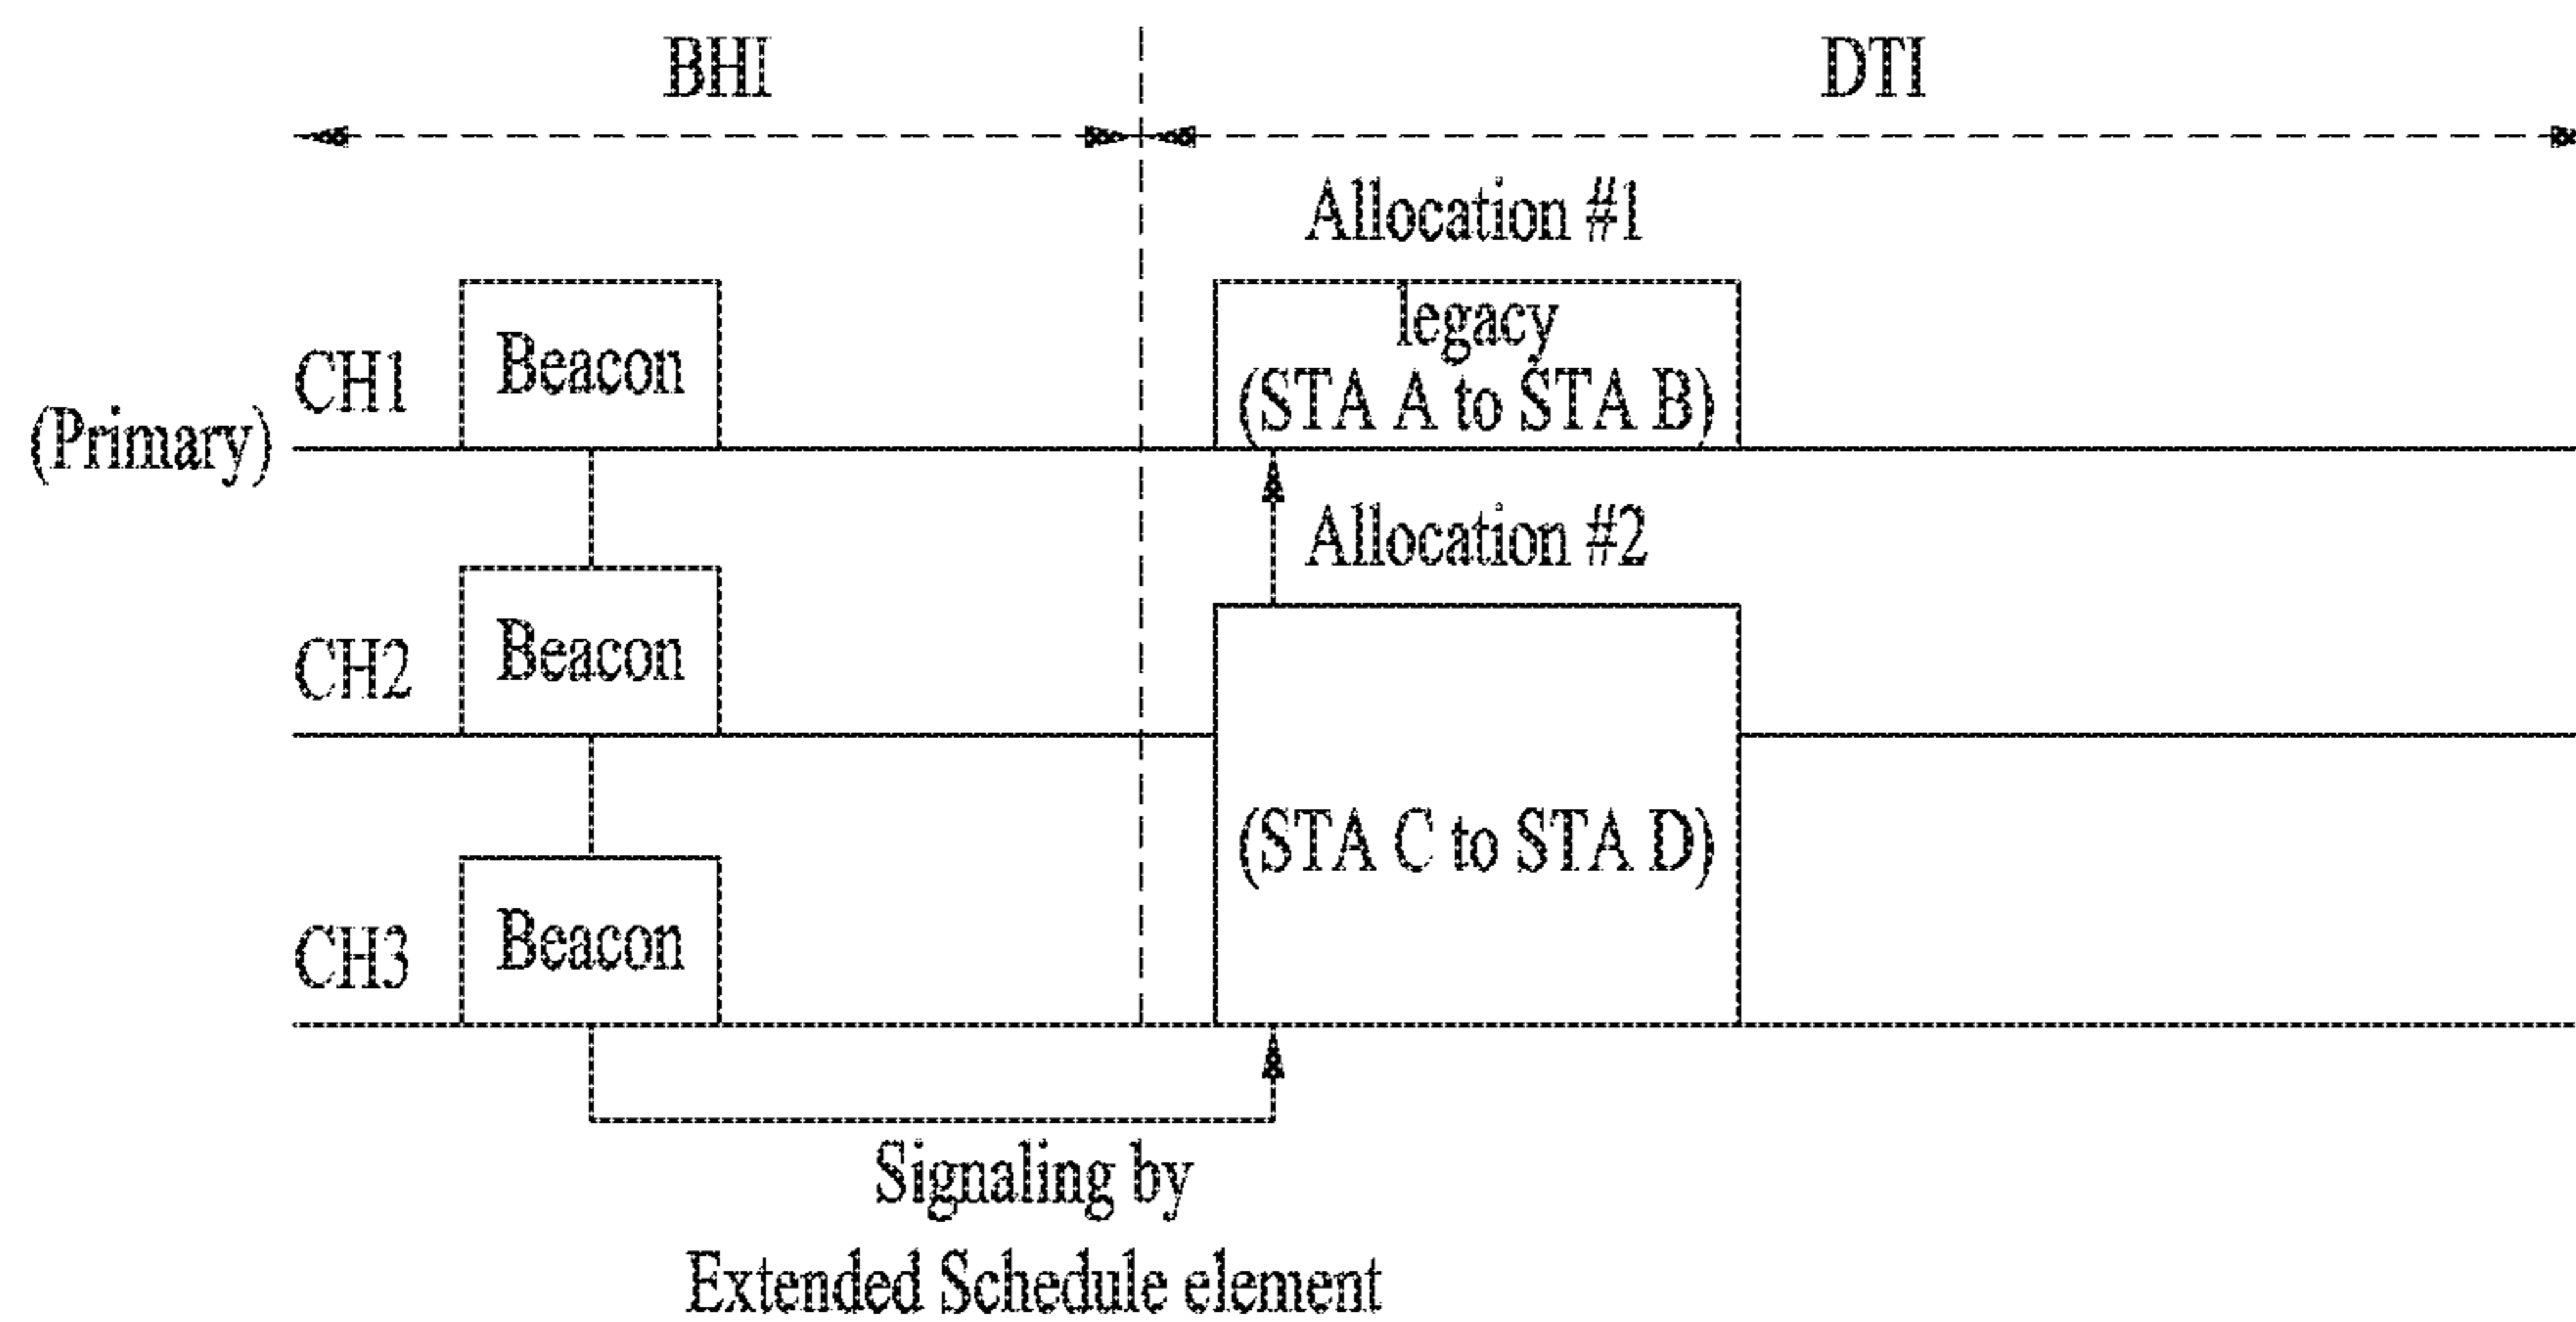 BHI
DTI
Allocation #1
legacy
(STA A to STA B)
CH1
Beacon
(Primary)
Allocation #2
CH2
Beacon
(STA C to STA D)
CH3
Beacon
Signaling by
Extended Schedule element